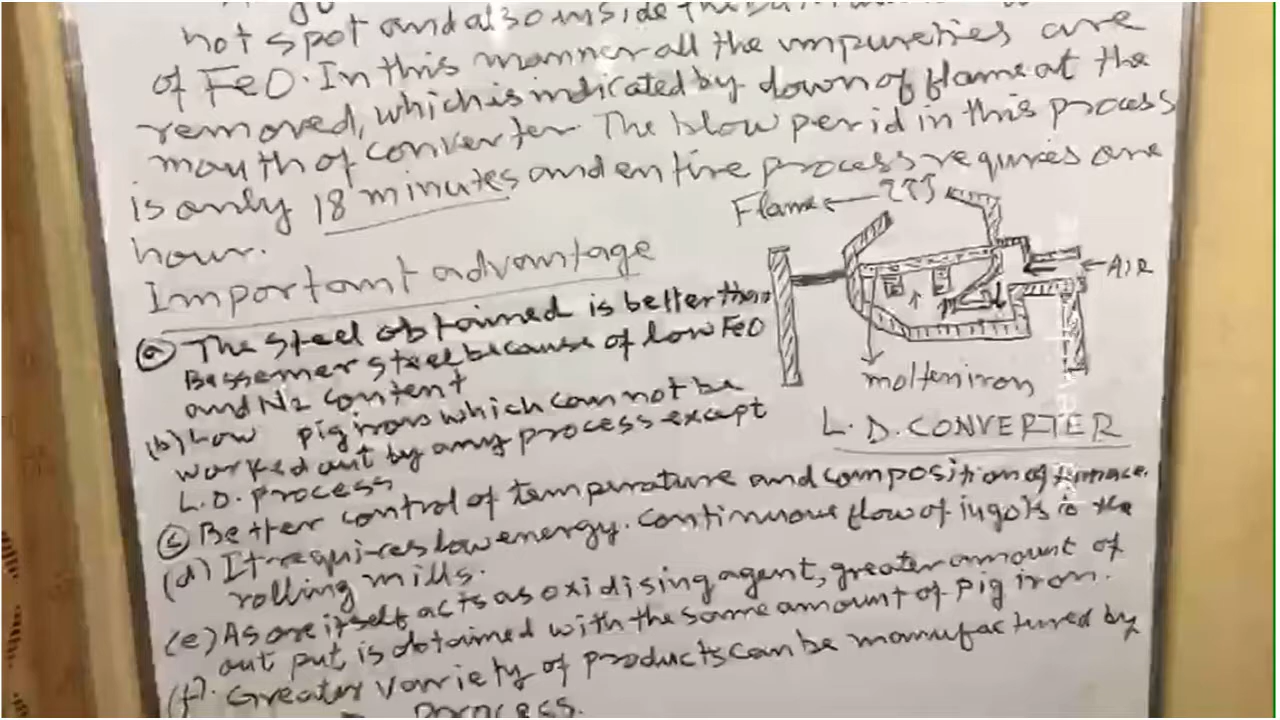 not spot and also inside the
of FeO. In this manner all the impureties are
removed, which is indicated by down of flame at the
mouth of converter. The blow perid in this process
is only 18 minutes and entire process requries one
hour.
Flame ←
← AIR
molten iron
L.D. CONVERTER
Important advantage
(a) The steel obtained is better than
Bessemer steel because of low FeO
and N2 content
(b) Low pig irons which can not be
worked out by any process except
L.D. process
(c) Better control of temperature and composition of furnace.
(d) It requires low energy. Continuous flow of ingots to the
rolling mills.
(e) As ore itself acts as oxidising agent, greater amount of
out put is obtained with the same amount of pig iron.
(f). Greater variety of products can be manufactured by
process.